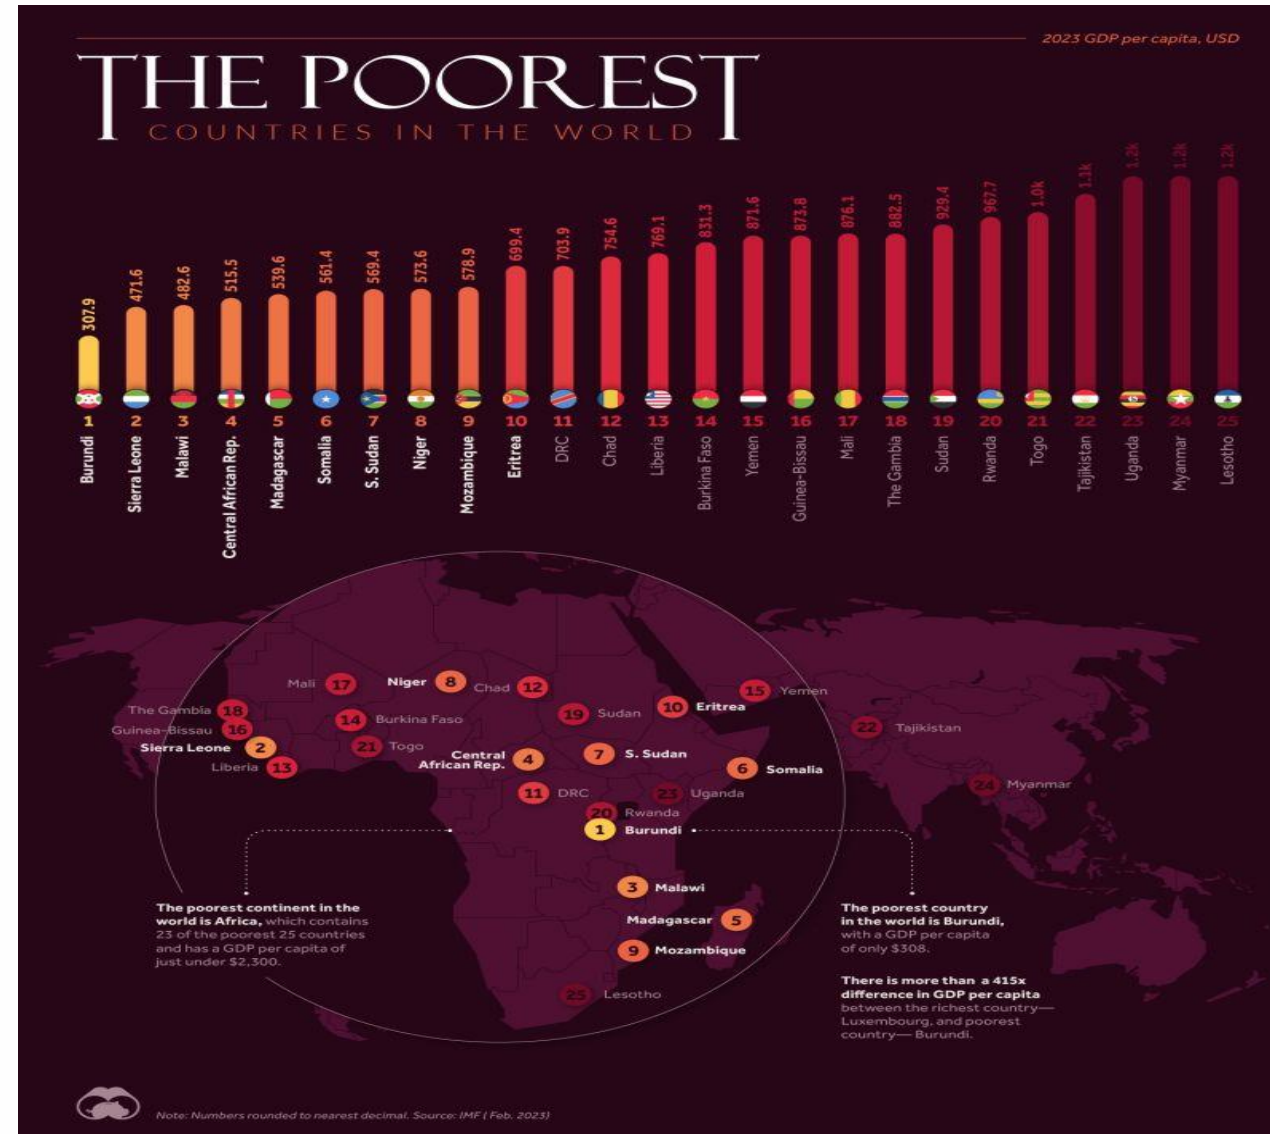 2023 GDP per capita, USD
THE POOREST
COUNTRIES IN THE WORLD
307.9
471.6
482.6
515.5
539.6
561.4
569.4
573.6
578.9
699.4
703.9
754.6
769.1
831.3
871.6
873.8
876.1
882.5
929.4
967.7
1.0k
1.1k
1.2k
1.2k
1.2k
1
2
3
4
5
6
7
8
9
10
11
12
13
14
15
16
17
18
19
20
21
22
23
24
25
Burundi
Sierra Leone
Malawi
Central African Rep.
Madagascar
Somalia
S. Sudan
Niger
Mozambique
Eritrea
DRC
Chad
Liberia
Burkina Faso
Yemen
Guinea-Bissau
Mali
The Gambia
Sudan
Rwanda
Togo
Tajikistan
Uganda
Myanmar
Lesotho
Mali 17
Niger 8
Chad 12
15 Yemen
The Gambia 18
10 Eritrea
19 Sudan
14 Burkina Faso
Guinea-Bissau 16
22 Tajikistan
Sierra Leone 2
21 Togo
Central
African Rep. 4
7 S. Sudan
Liberia 13
6 Somalia
24 Myanmar
11 DRC
23 Uganda
20 Rwanda
1 Burundi
3 Malawi
Madagascar 5
9 Mozambique
25 Lesotho
The poorest continent in the
world is Africa, which contains
23 of the poorest 25 countries
and has a GDP per capita of
just under $2,300.
The poorest country
in the world is Burundi,
with a GDP per capita
of only $308.
There is more than a 415x
difference in GDP per capita
between the richest country—
Luxembourg, and poorest
country— Burundi.
Note: Numbers rounded to nearest decimal. Source: IMF ( Feb. 2023)